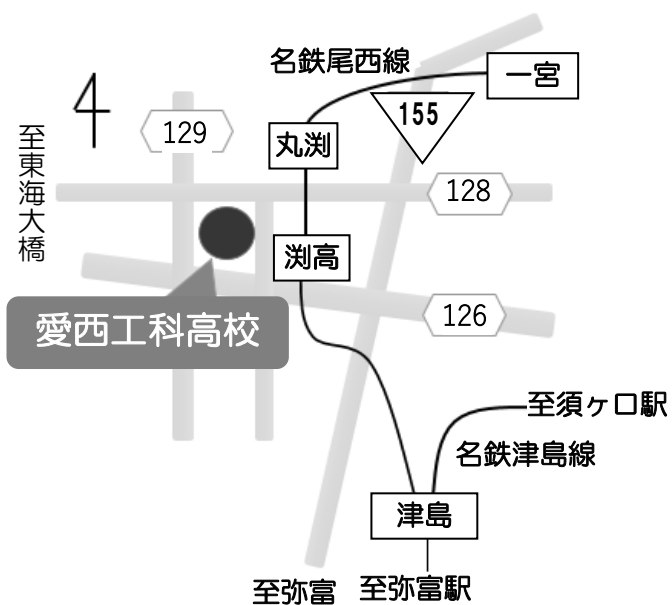 名鉄尾西線
一宮
155
129
丸渕
至東海大橋
128
渕高
126
愛西工科高校
至須ヶ口駅
名鉄津島線
津島
至弥富
至弥富駅